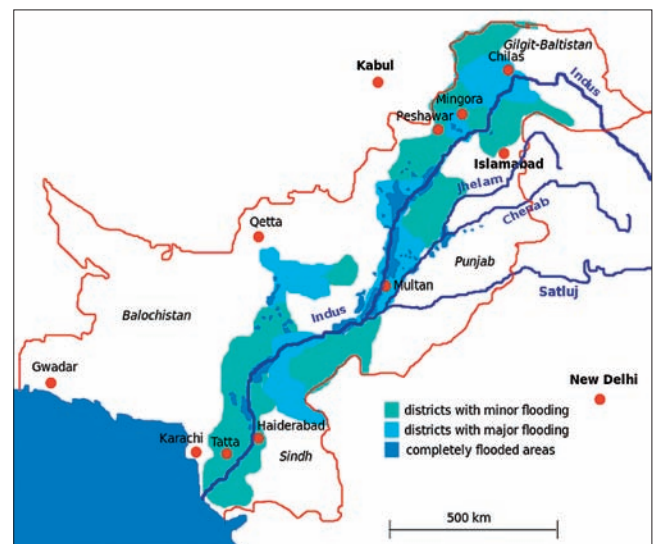 Gilgit-Baltistan
Chilas
Kabul
Indus
Mingora
Peshawar
Islamabad
Jhelam
Chenab
Qetta
Punjab
Multan
Satluj
Indus
Balochistan
Gwadar
New Delhi
districts with minor flooding
districts with major flooding
completely flooded areas
Haiderabad
Karachi
Tatta
Sindh
500 km